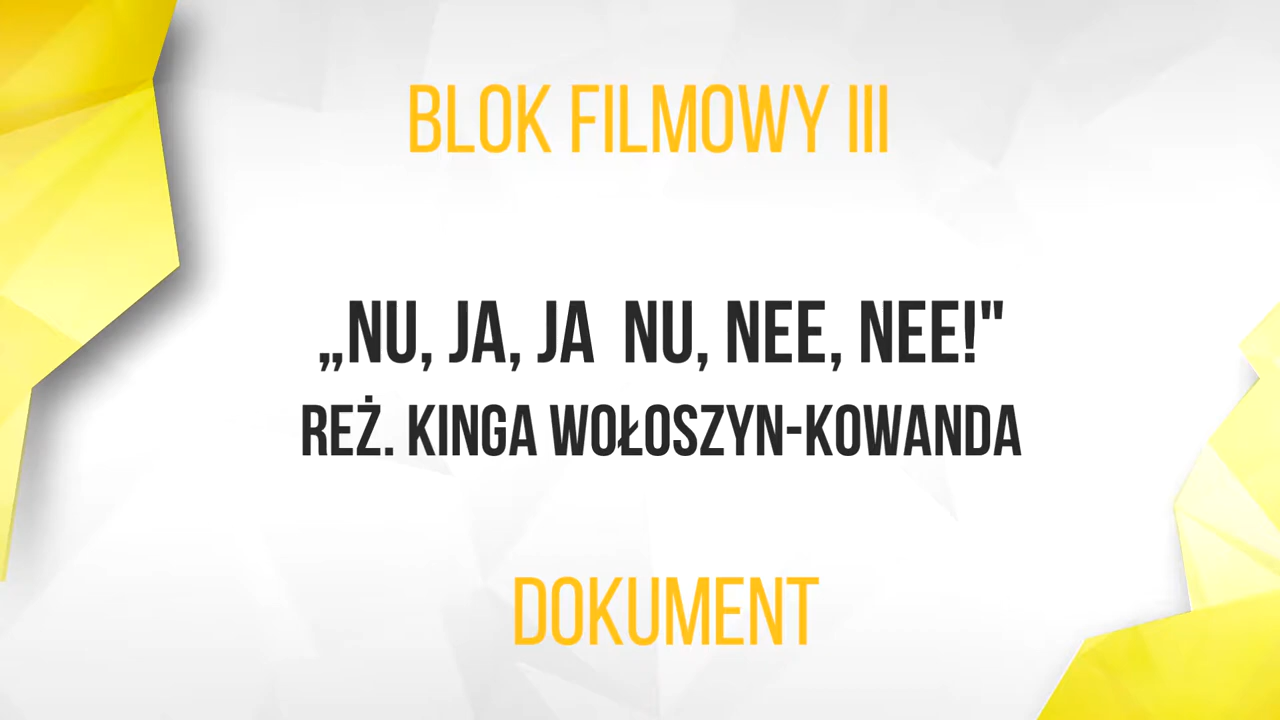 BLOK FILMOWY III
„NU, JA, JA  NU, NEE, NEE!"
REŻ. KINGA WOŁOSZYN-KOWANDA
DOKUMENT